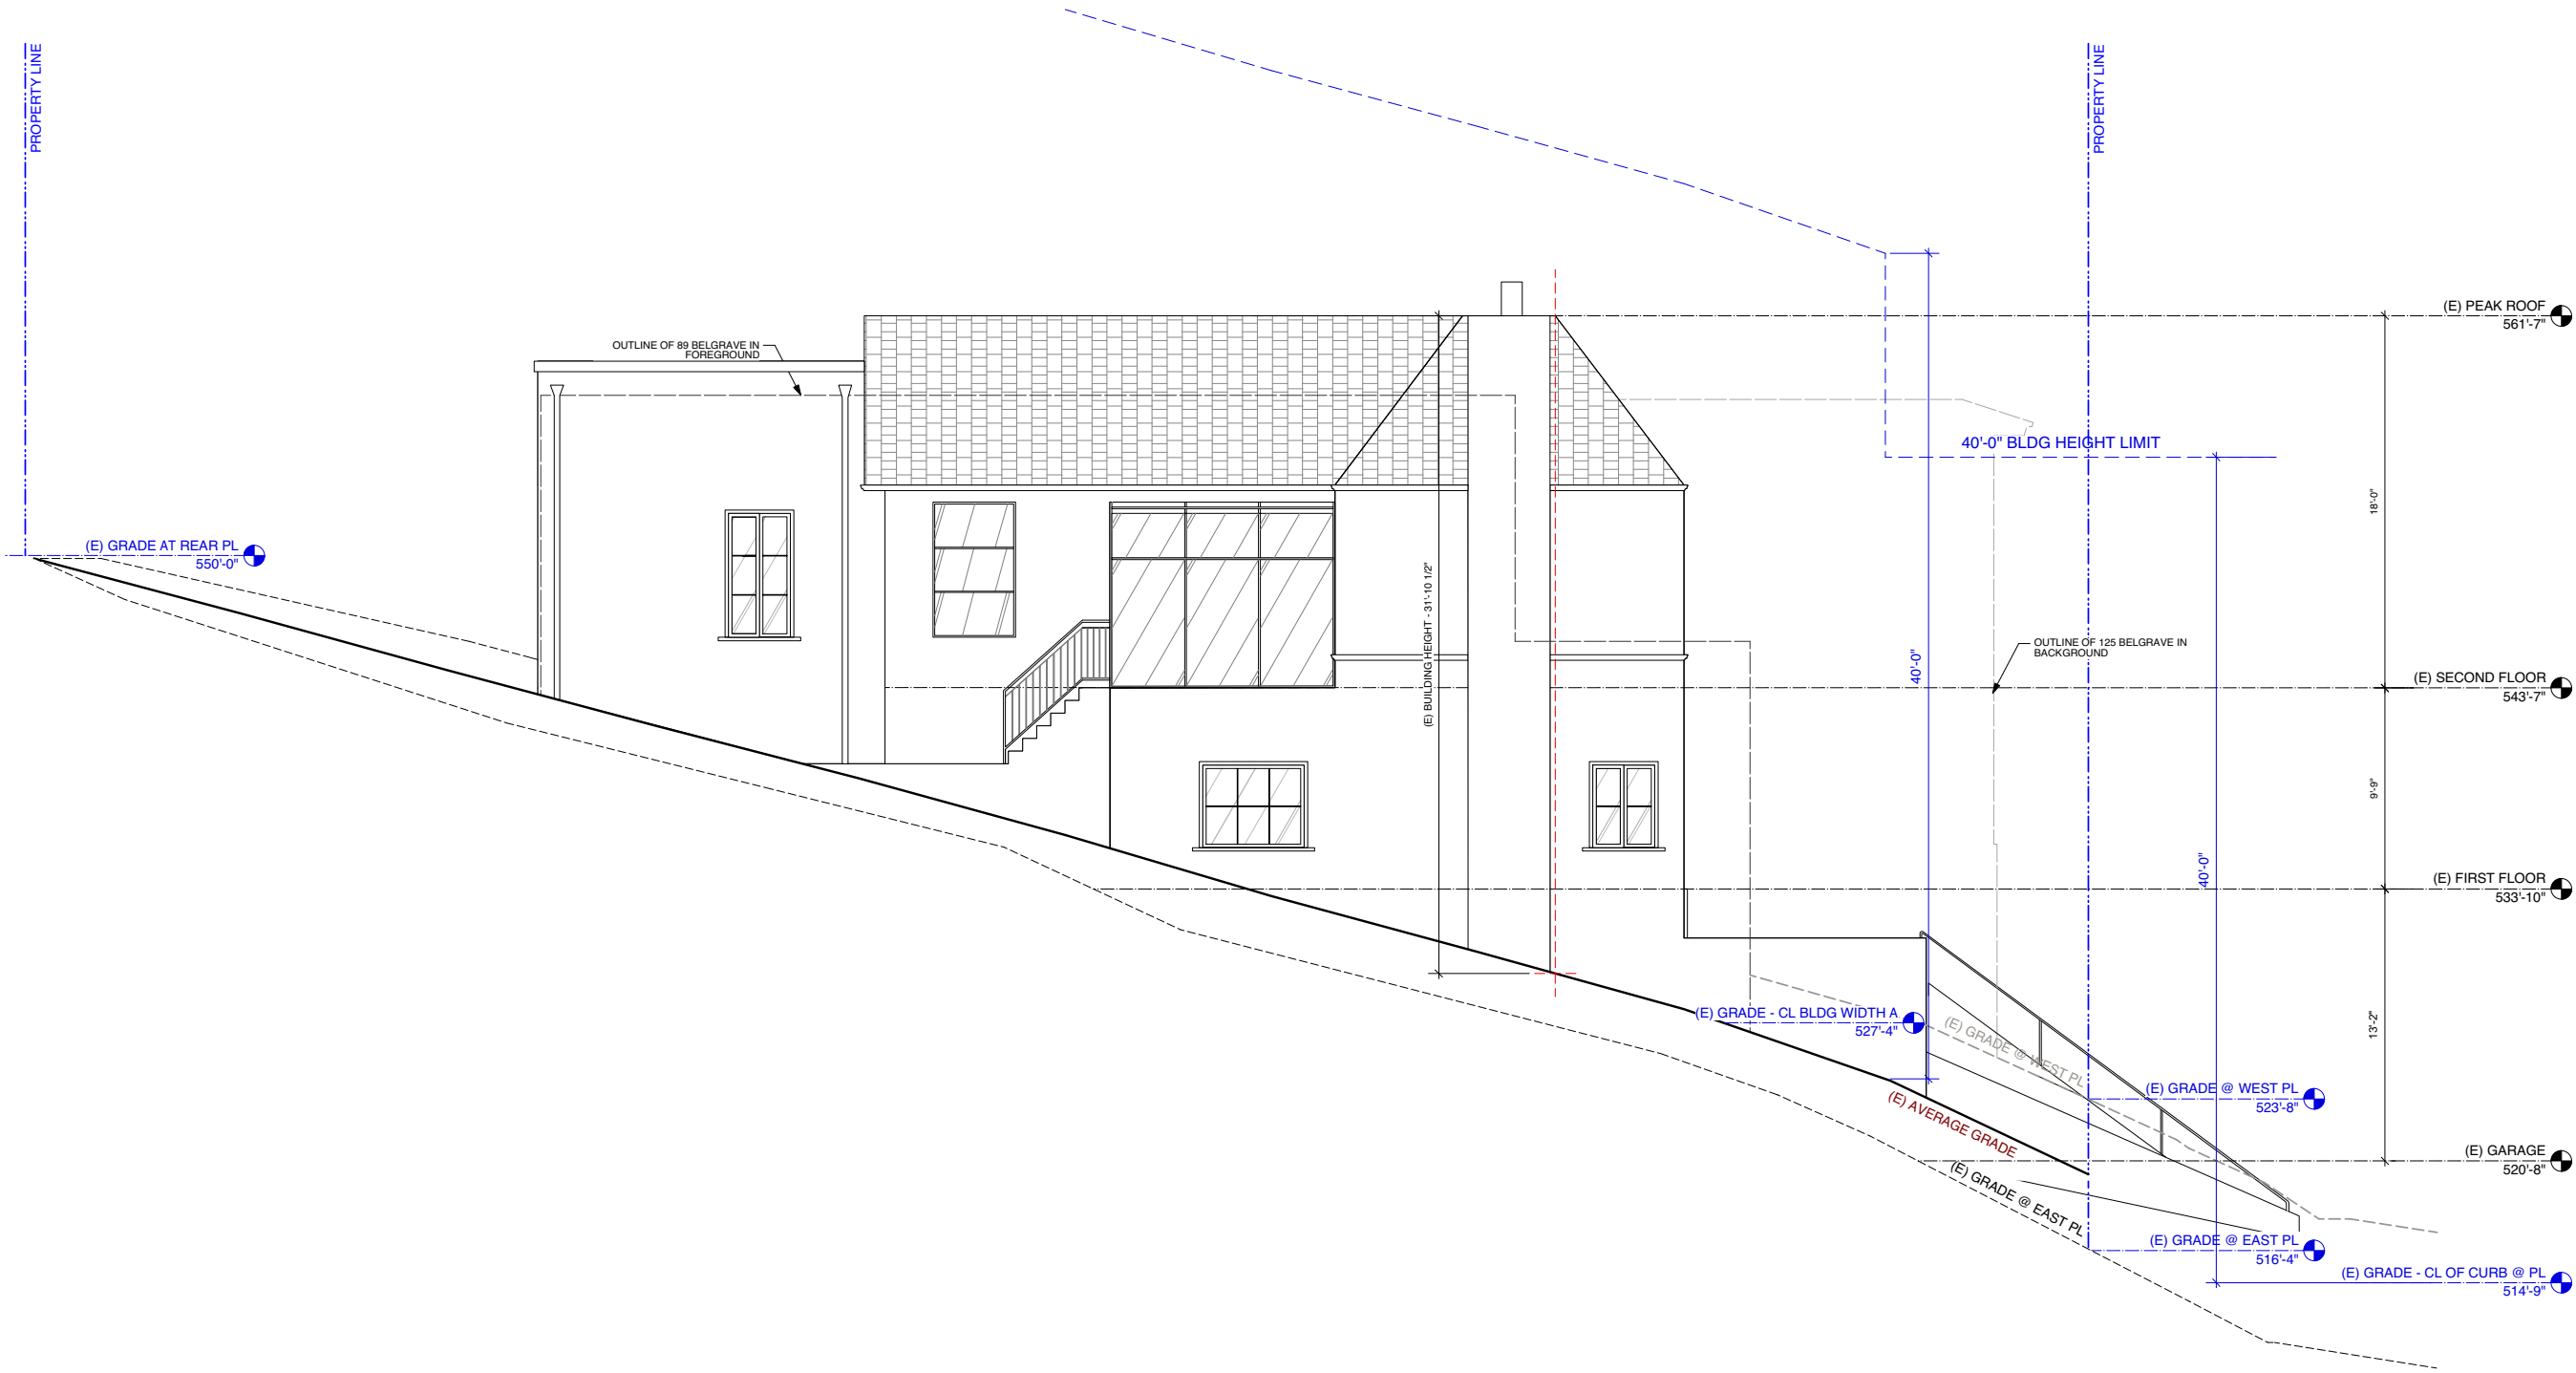 PROPERTY LINE
PROPERTY LINE
(E) PEAK ROOF
561'-7"
OUTLINE OF 89 BELGRAVE IN
FOREGROUND
40'-0" BLDG HEIGHT LIMIT
18'-0"
(E) GRADE AT REAR PL
550'-0"
(E) BUILDING HEIGHT - 31'-10 1/2"
40'-0"
OUTLINE OF 125 BELGRAVE IN
BACKGROUND
(E) SECOND FLOOR
543'-7"
9'-9"
40'-0"
(E) FIRST FLOOR
533'-10"
(E) GRADE - CL BLDG WIDTH A
527'-4"
(E) GRADE @ WEST PL
13'-2"
(E) GRADE @ WEST PL
523'-8"
(E) AVERAGE GRADE
(E) GARAGE
520'-8"
(E) GRADE @ EAST PL
(E) GRADE @ EAST PL
516'-4"
(E) GRADE - CL OF CURB @ PL
514'-9"